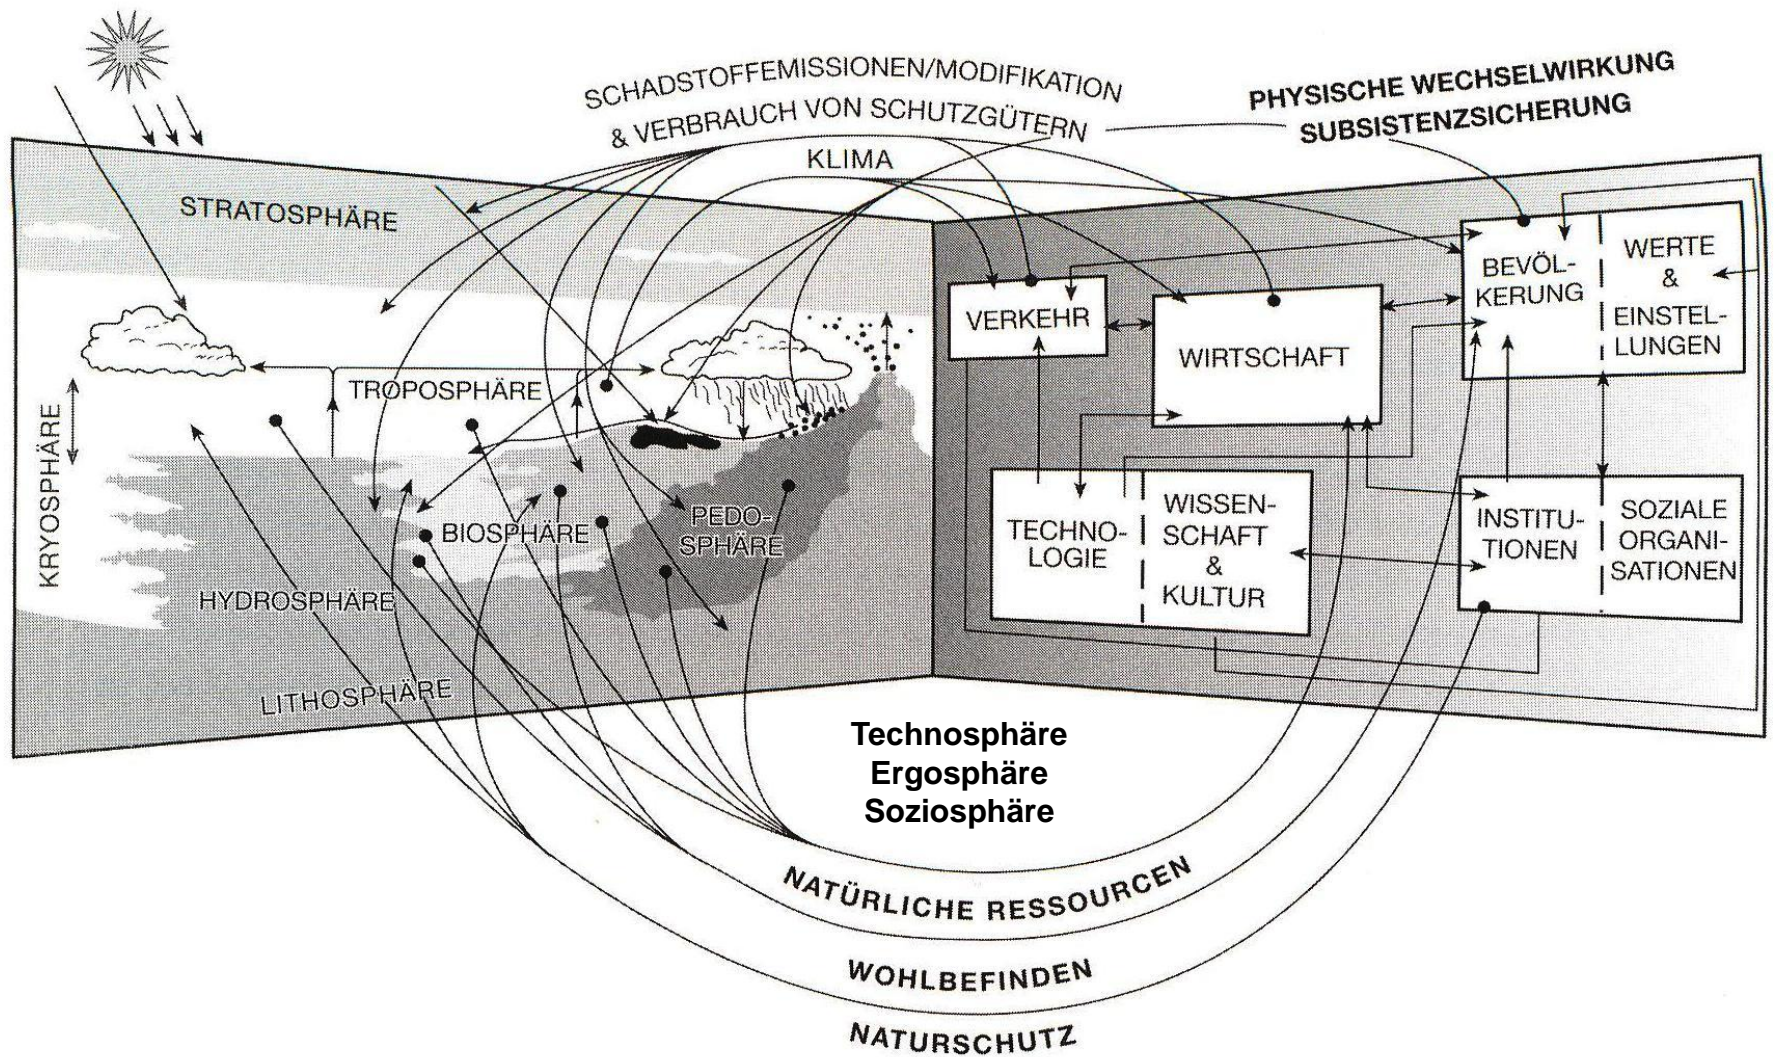 SCHADSTOFFEMISSIONEN/MODIFIKATION
& VERBRAUCH VON SCHUTZGÜTERN
KLIMA
PHYSISCHE WECHSELWIRKUNG
SUBSISTENZSICHERUNG
STRATOSPHÄRE
TROPOSPHÄRE
KRYOSPHÄRE
BIOSPHÄRE
PEDO-
SPHÄRE
HYDROSPHÄRE
LITHOSPHÄRE
VERKEHR
WIRTSCHAFT
BEVÖL-
KERUNG
WERTE
&
EINSTEL-
LUNGEN
TECHNO-
LOGIE
WISSEN-
SCHAFT
&
KULTUR
INSTITU-
TIONEN
SOZIALE
ORGANI-
SATIONEN
Technosphäre
Ergosphäre
Soziosphäre
NATÜRLICHE RESSOURCEN
WOHLBEFINDEN
NATURSCHUTZ